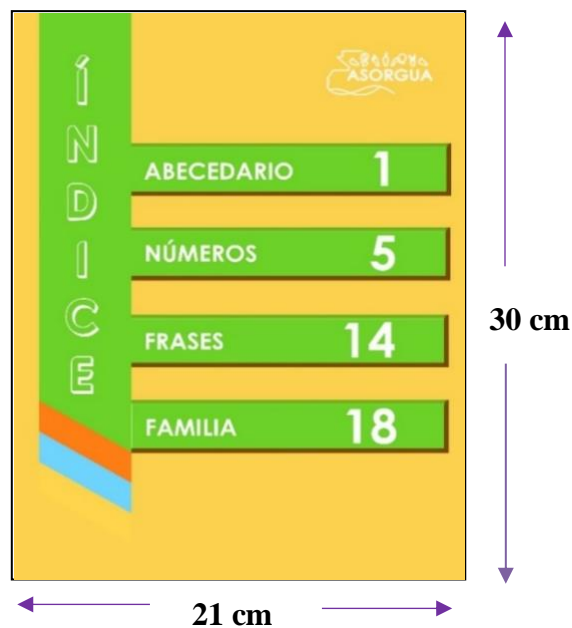 ÍNDICE
ASORGUA
ABECEDARIO 1
NÚMEROS 5
FRASES 14
FAMILIA 18
30 cm
21 cm